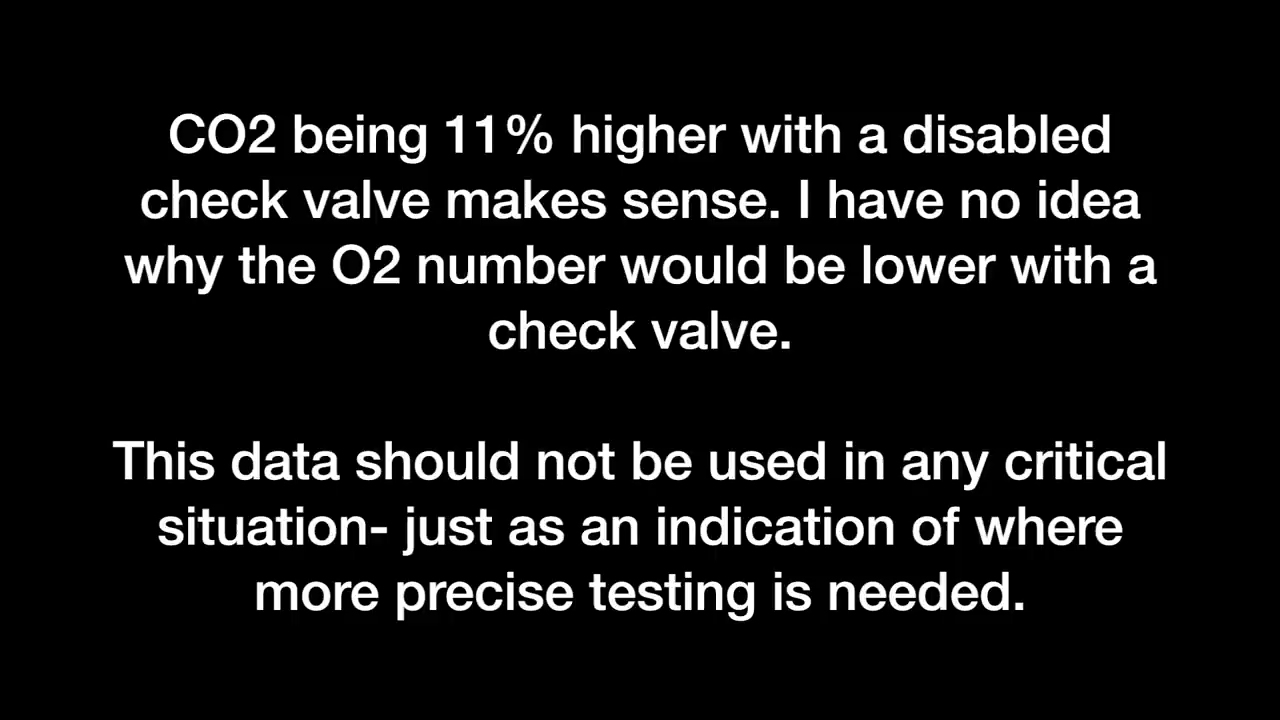 CO2 being 11% higher with a disabled
check valve makes sense. I have no idea
why the O2 number would be lower with a
check valve.
This data should not be used in any critical
situation- just as an indication of where
more precise testing is needed.